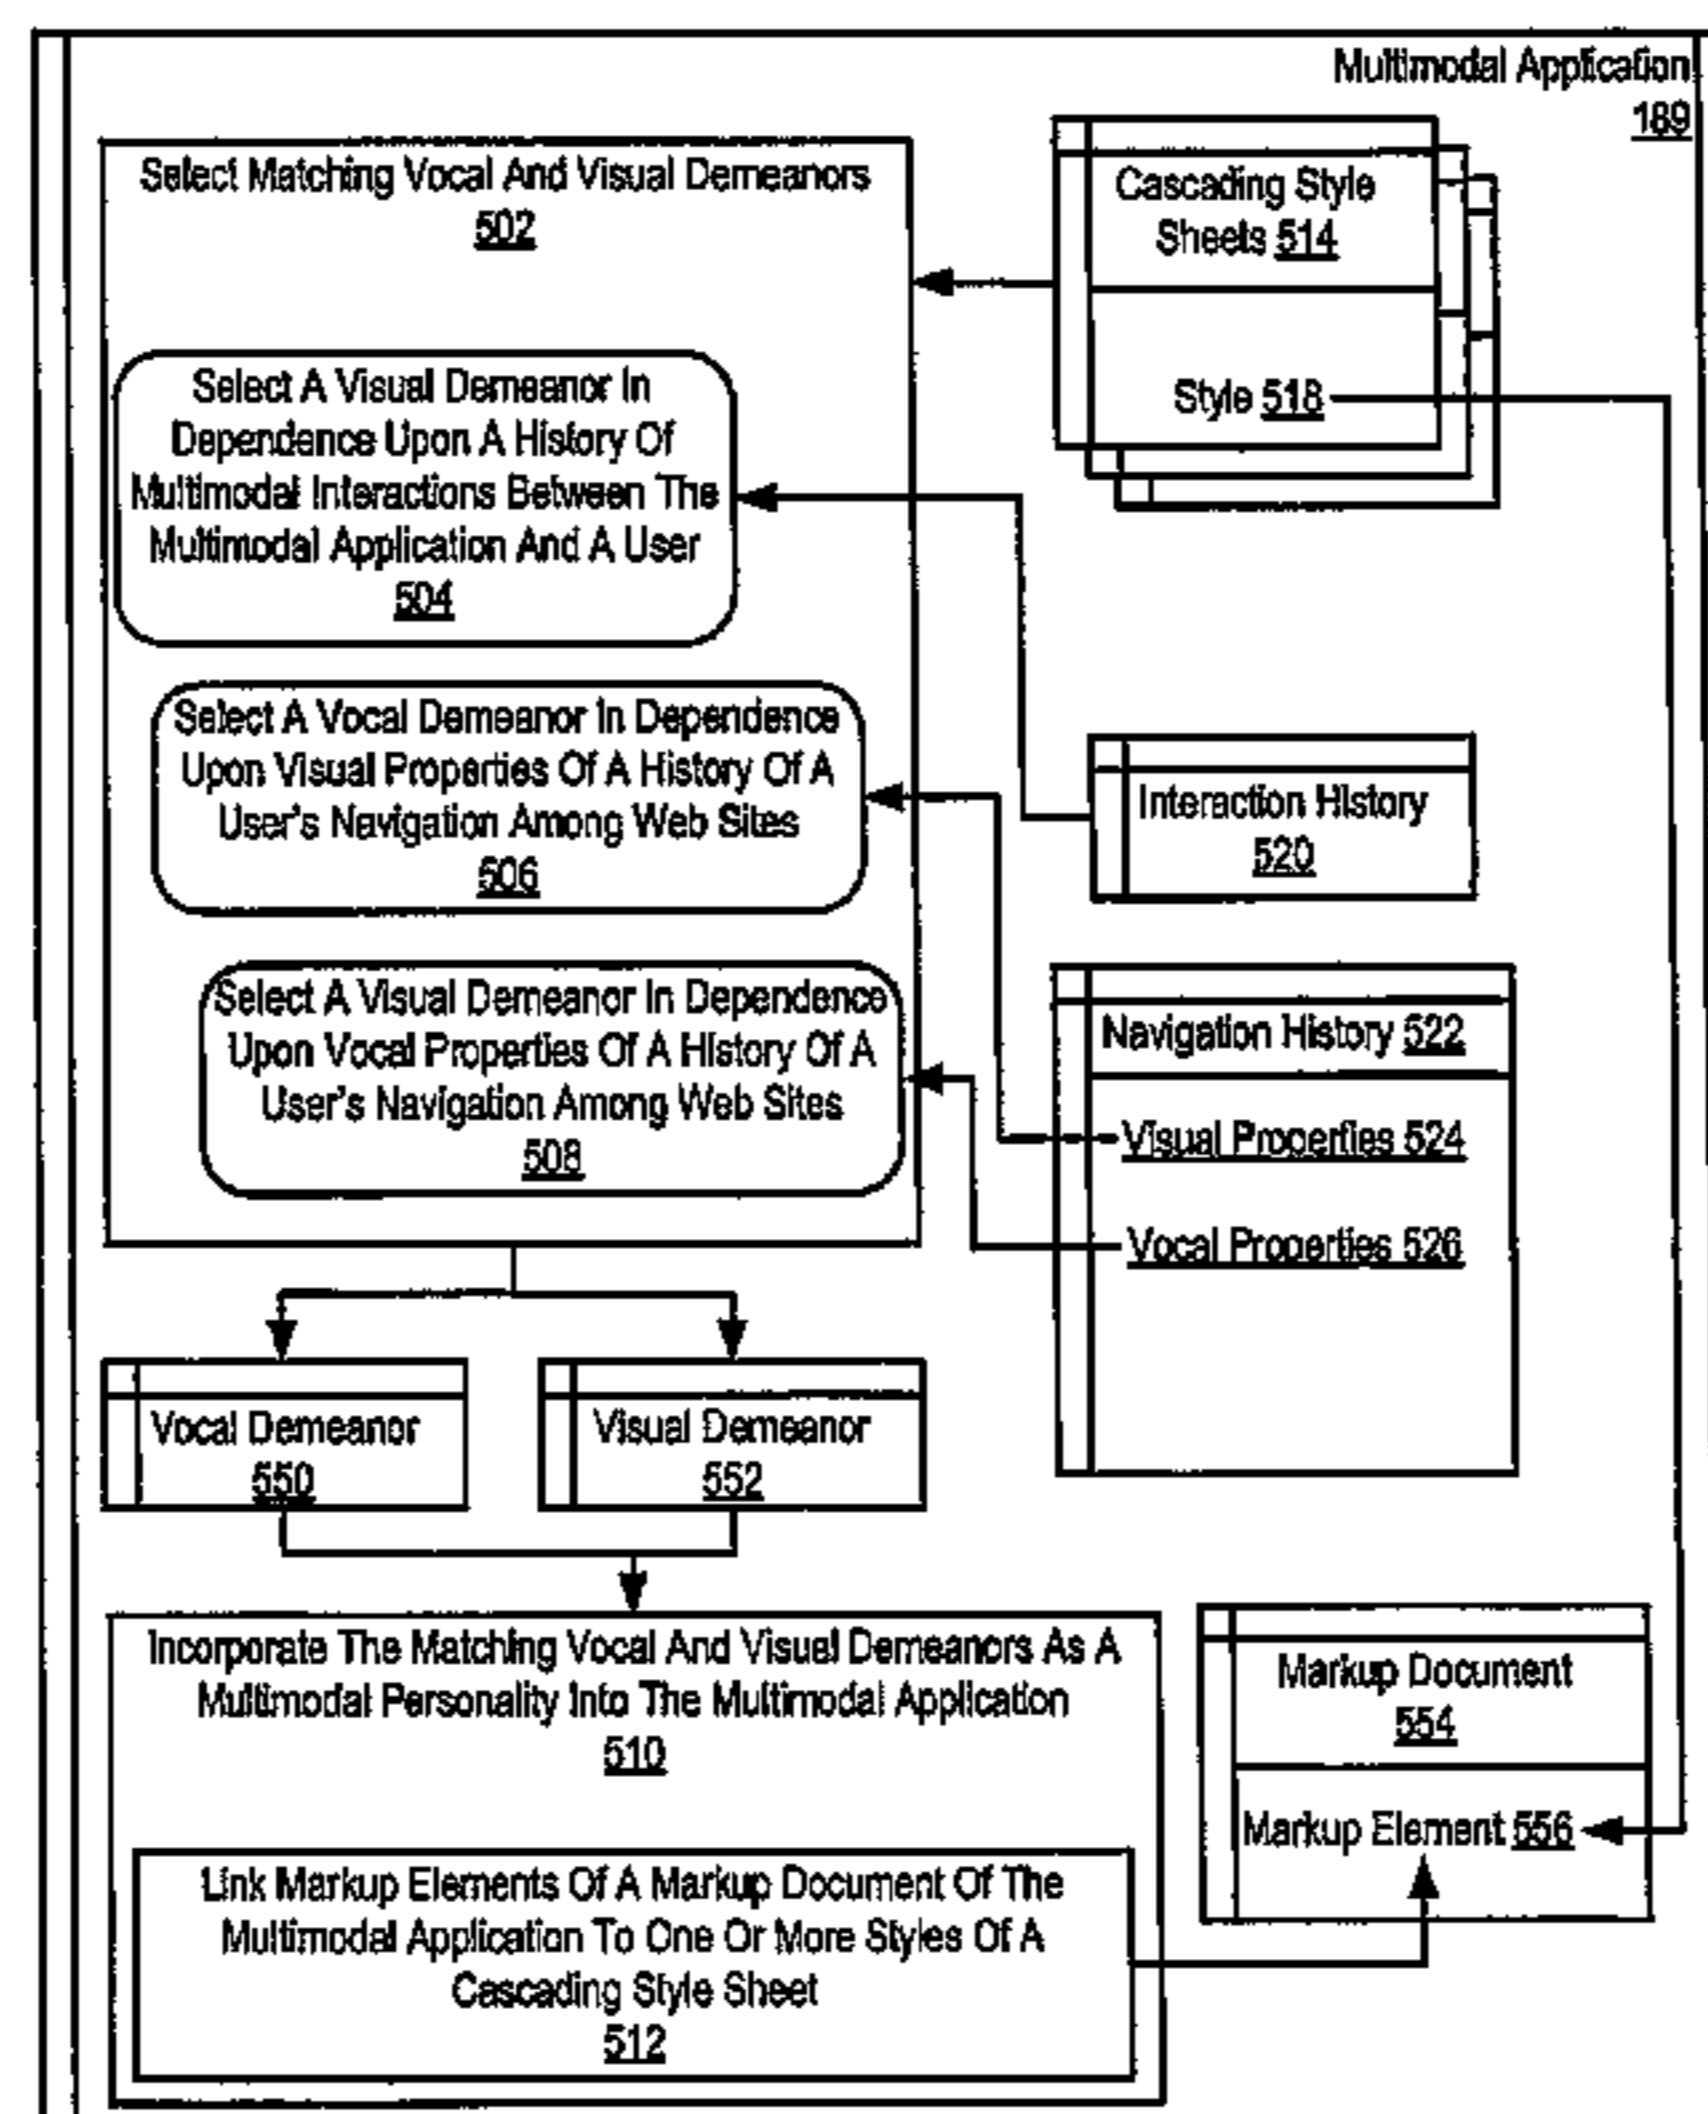 Multimodal Application
189
Select Matching Vocal And Visual Demeanors
502
Cascading Style
Sheets 514
Style 518
Select A Visual Demeanor In
Dependence Upon A History Of
Multimodal Interactions Between The
Multimodal Application And A User
504
Select A Vocal Demeanor In Dependence
Upon Visual Properties Of A History Of A
User's Navigation Among Web Sites
506
Interaction History
520
Select A Visual Demeanor In Dependence
Upon Vocal Properties Of A History Of A
User's Navigation Among Web Sites
508
Navigation History 522
Visual Properties 524
Vocal Properties 526
Vocal Demeanor
550
Visual Demeanor
552
Incorporate The Matching Vocal And Visual Demeanors As A
Multimodal Personality Into The Multimodal Application
510
Link Markup Elements Of A Markup Document Of The
Multimodal Application To One Or More Styles Of A
Cascading Style Sheet
512
Markup Document
554
Markup Element 556